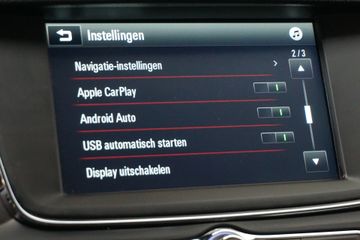 Instellingen
2/3
Navigatie-instellingen
Apple CarPlay
Android Auto
USB automatisch starten
Display uitschakelen